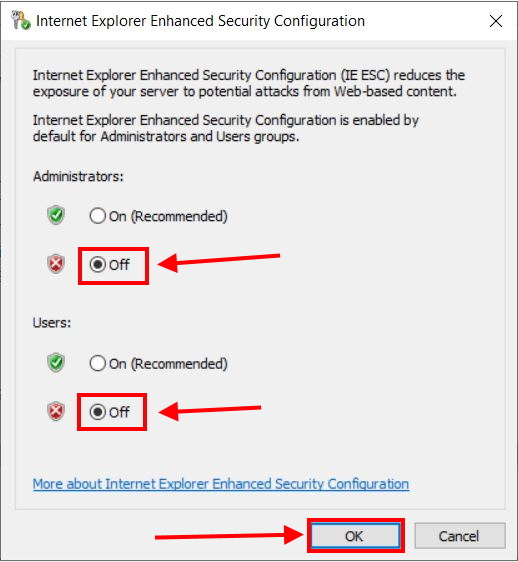 Internet Explorer Enhanced Security Configuration
Internet Explorer Enhanced Security Configuration (IE ESC) reduces the
exposure of your server to potential attacks from Web-based content.
Internet Explorer Enhanced Security Configuration is enabled by
default for Administrators and Users groups.
Administrators:
On (Recommended)
Off
Users:
On (Recommended)
Off
More about Internet Explorer Enhanced Security Configuration
OK Cancel